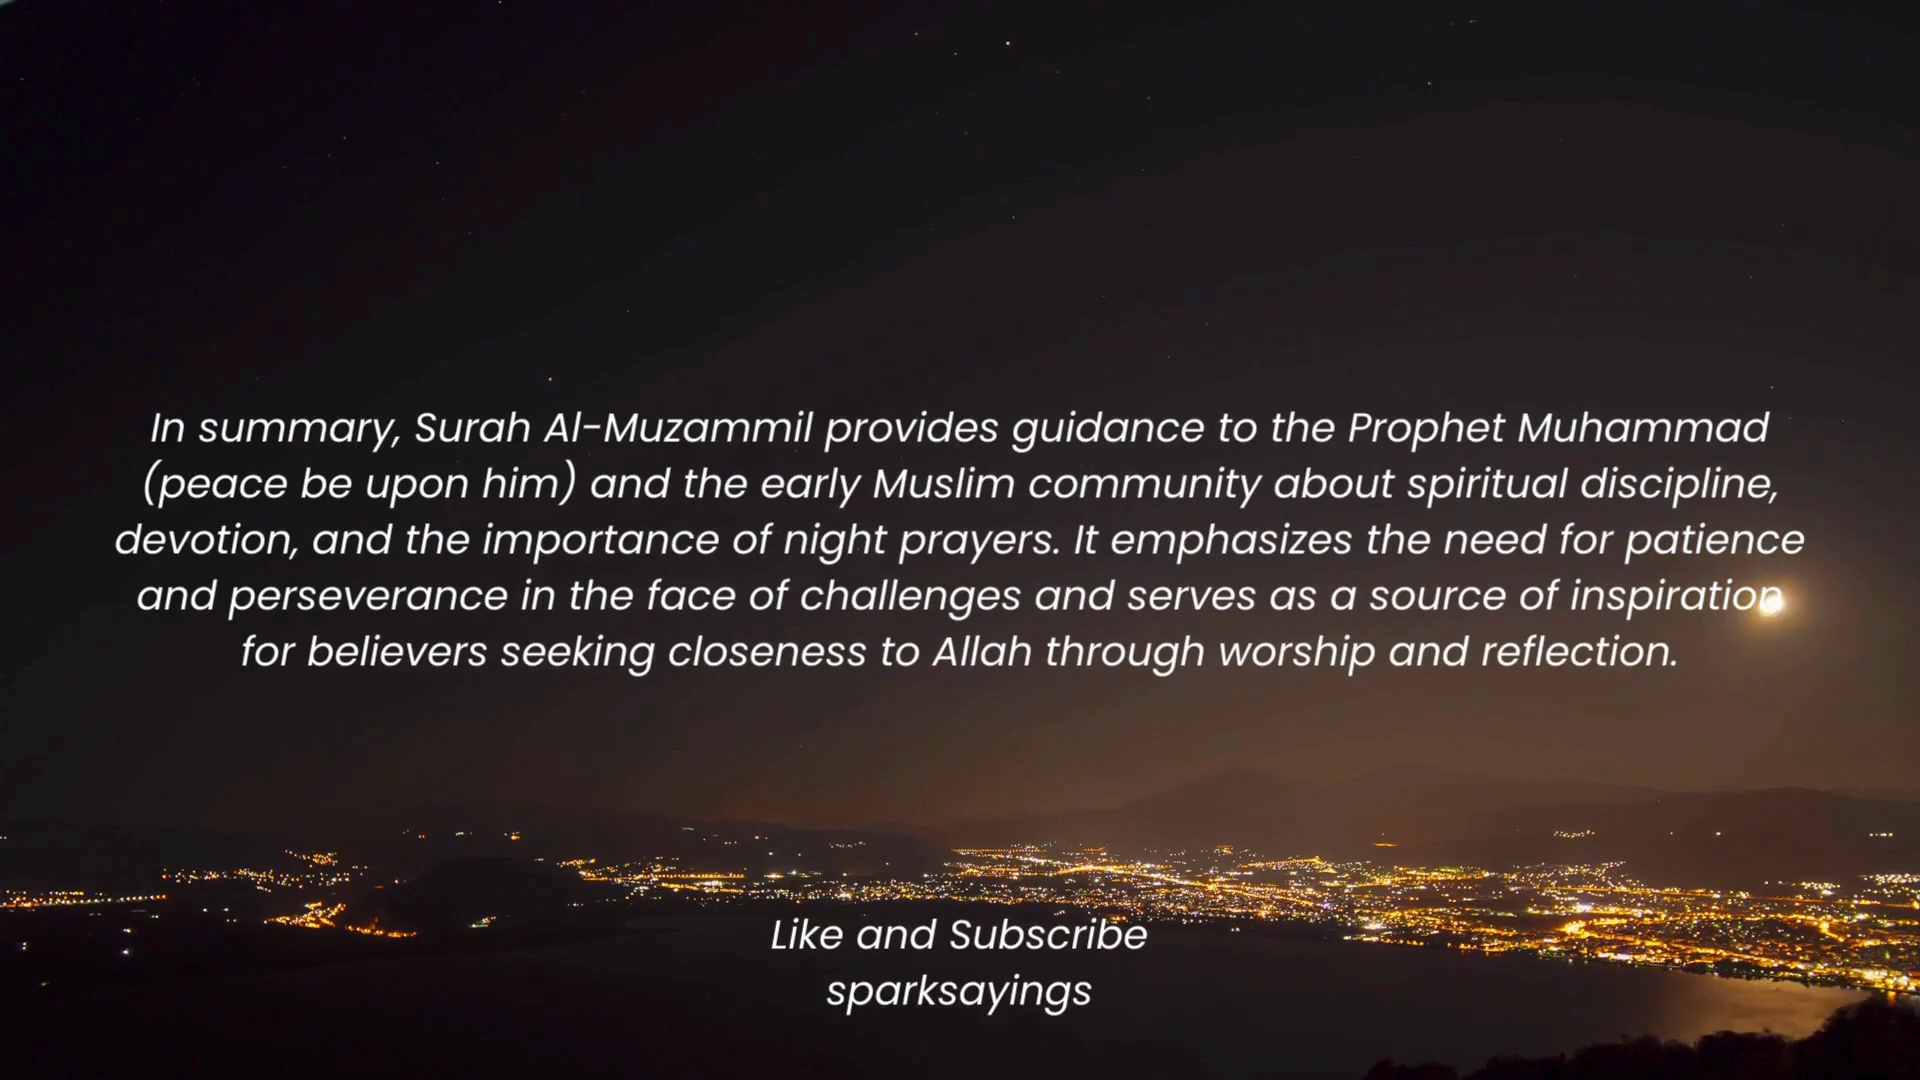 In summary, Surah Al-Muzammil provides guidance to the Prophet Muhammad
(peace be upon him) and the early Muslim community about spiritual discipline,
devotion, and the importance of night prayers. It emphasizes the need for patience
and perseverance in the face of challenges and serves as a source of inspiration
for believers seeking closeness to Allah through worship and reflection.
Like and Subscribe
sparksayings